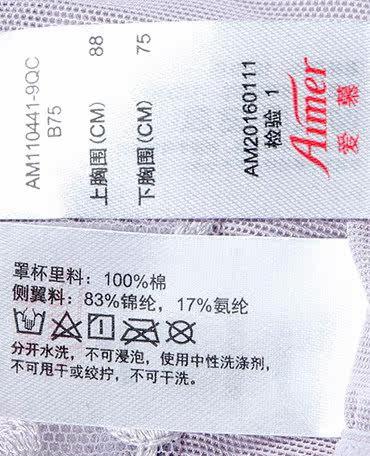 AM110441-9QC
B75
上胸围(CM) 88
下胸围(CM) 75
AM20160111
检验 1
Aimer
爱慕
罩杯里料：100%棉
侧翼料：83%锦纶，17%氨纶
分开水洗，不可浸泡，使用中性洗涤剂，
不可甩干或绞拧，不可干洗。